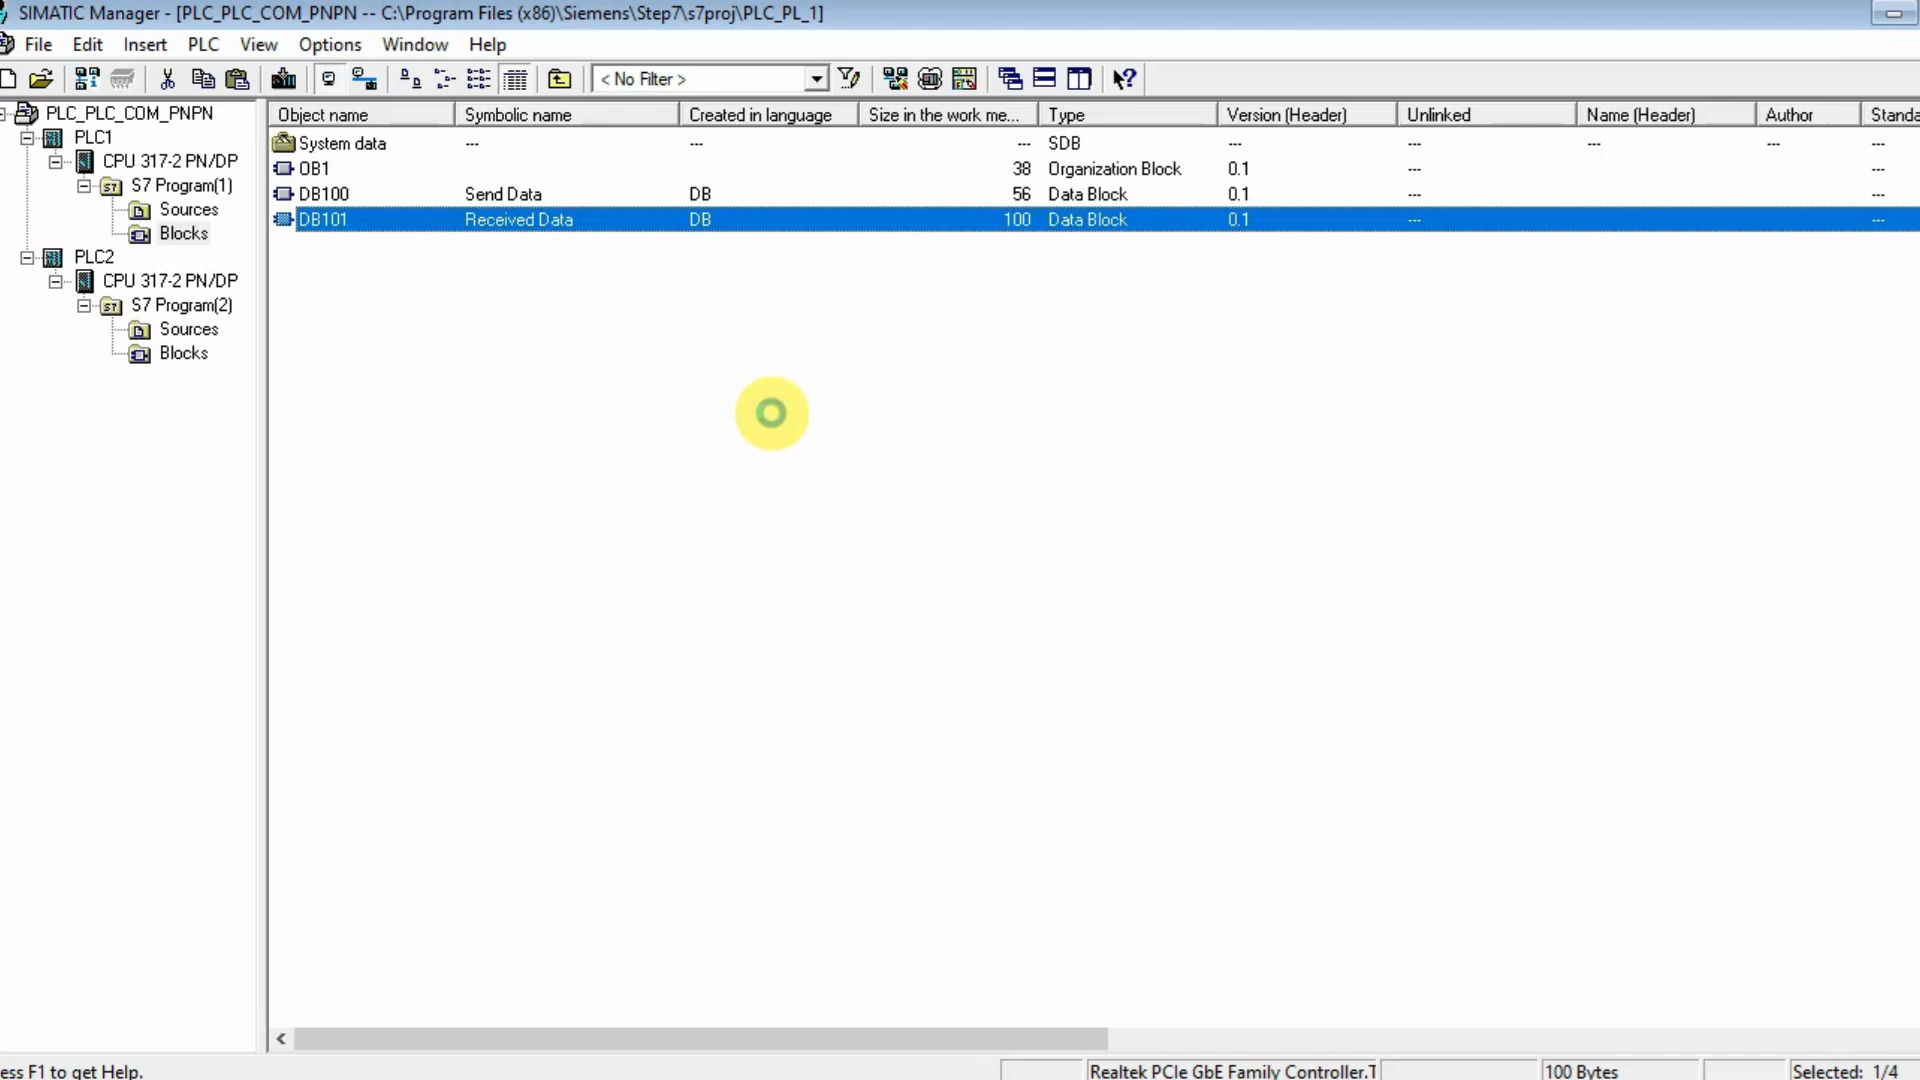 SIMATIC Manager - [PLC_PLC_COM_PNPN -- C:\Program Files (x86)\Siemens\Step7\s7proj\PLC_PL_1]
File Edit Insert PLC View Options Window Help
< No Filter >
PLC_PLC_COM_PNPN
PLC1
CPU 317-2 PN/DP
S7 Program(1)
Sources
Blocks
PLC2
CPU 317-2 PN/DP
S7 Program(2)
Sources
Blocks
Object name Symbolic name Created in language Size in the work me... Type Version (Header) Unlinked Name (Header) Author Standa
System data --- --- --- SDB --- --- --- --- ---
OB1 38 Organization Block 0.1 --- ---
DB100 Send Data DB 56 Data Block 0.1 --- ---
DB101 Received Data DB 100 Data Block 0.1 --- ---
ess F1 to get Help. Realtek PCIe GbE Family Controller.T 100 Bytes Selected: 1/4